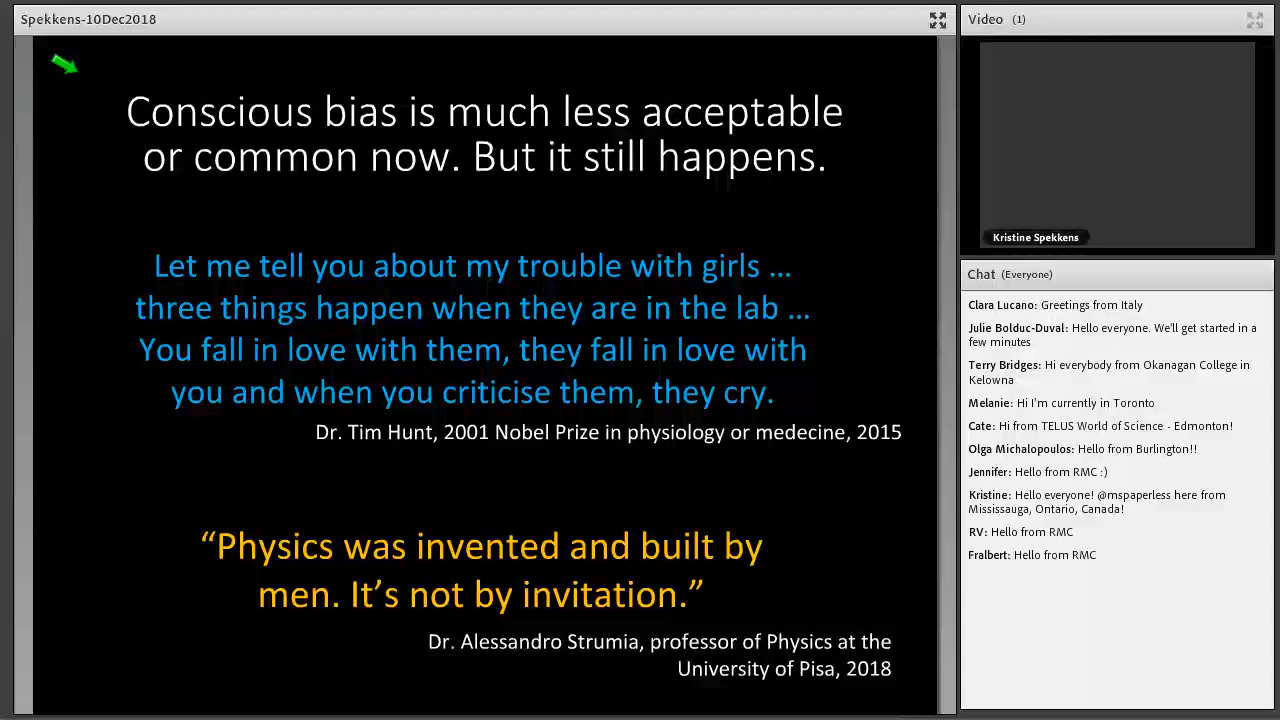 Spekkens-10Dec2018
Conscious bias is much less acceptable
or common now. But it still happens.
Let me tell you about my trouble with girls ...
three things happen when they are in the lab ...
You fall in love with them, they fall in love with
you and when you criticise them, they cry.
Dr. Tim Hunt, 2001 Nobel Prize in physiology or medecine, 2015
“Physics was invented and built by
men. It’s not by invitation.”
Dr. Alessandro Strumia, professor of Physics at the
University of Pisa, 2018
Video (1)
Kristine Spekkens
Chat (Everyone)
Clara Lucano: Greetings from Italy
Julie Bolduc-Duval: Hello everyone. We'll get started in a
few minutes
Terry Bridges: Hi everybody from Okanagan College in
Kelowna
Melanie: Hi I'm currently in Toronto
Cate: Hi from TELUS World of Science - Edmonton!
Olga Michalopoulos: Hello from Burlington!!
Jennifer: Hello from RMC :)
Kristine: Hello everyone! @mspaperless here from
Mississauga, Ontario, Canada!
RV: Hello from RMC
Fralbert: Hello from RMC